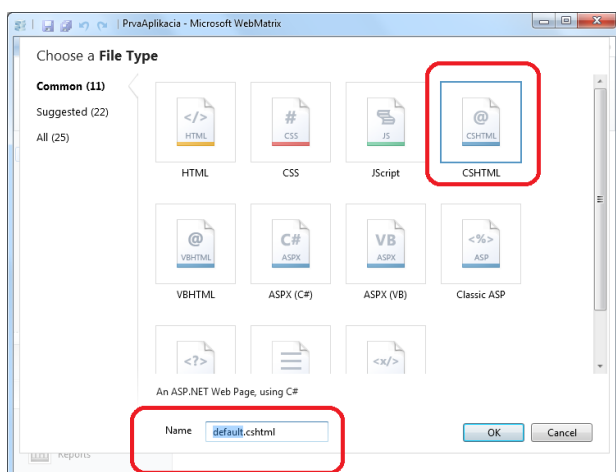 PrvaAplikacia - Microsoft WebMatrix
Choose a File Type
Common (11)
Suggested (22)
All (25)
</> HTML
# CSS
JS
@ CSHTML
HTML
CSS
JScript
CSHTML
@ VBHTML
C# ASPX
VB ASPX
<%> ASP
VBHTML
ASPX (C#)
ASPX (VB)
Classic ASP
<?>
<x/>
An ASP.NET Web Page, using C#
Name
default.cshtml
OK
Cancel
Reports